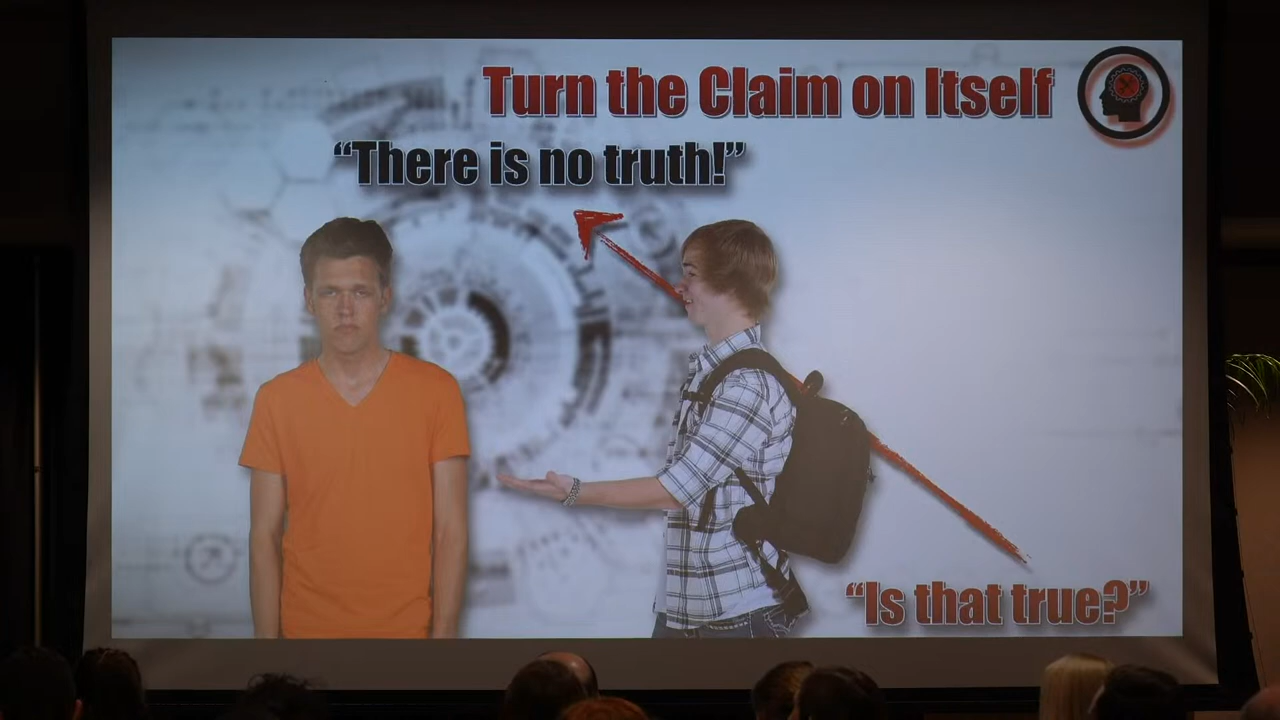 Turn the Claim on Itself
“There is no truth!”
“Is that true?”